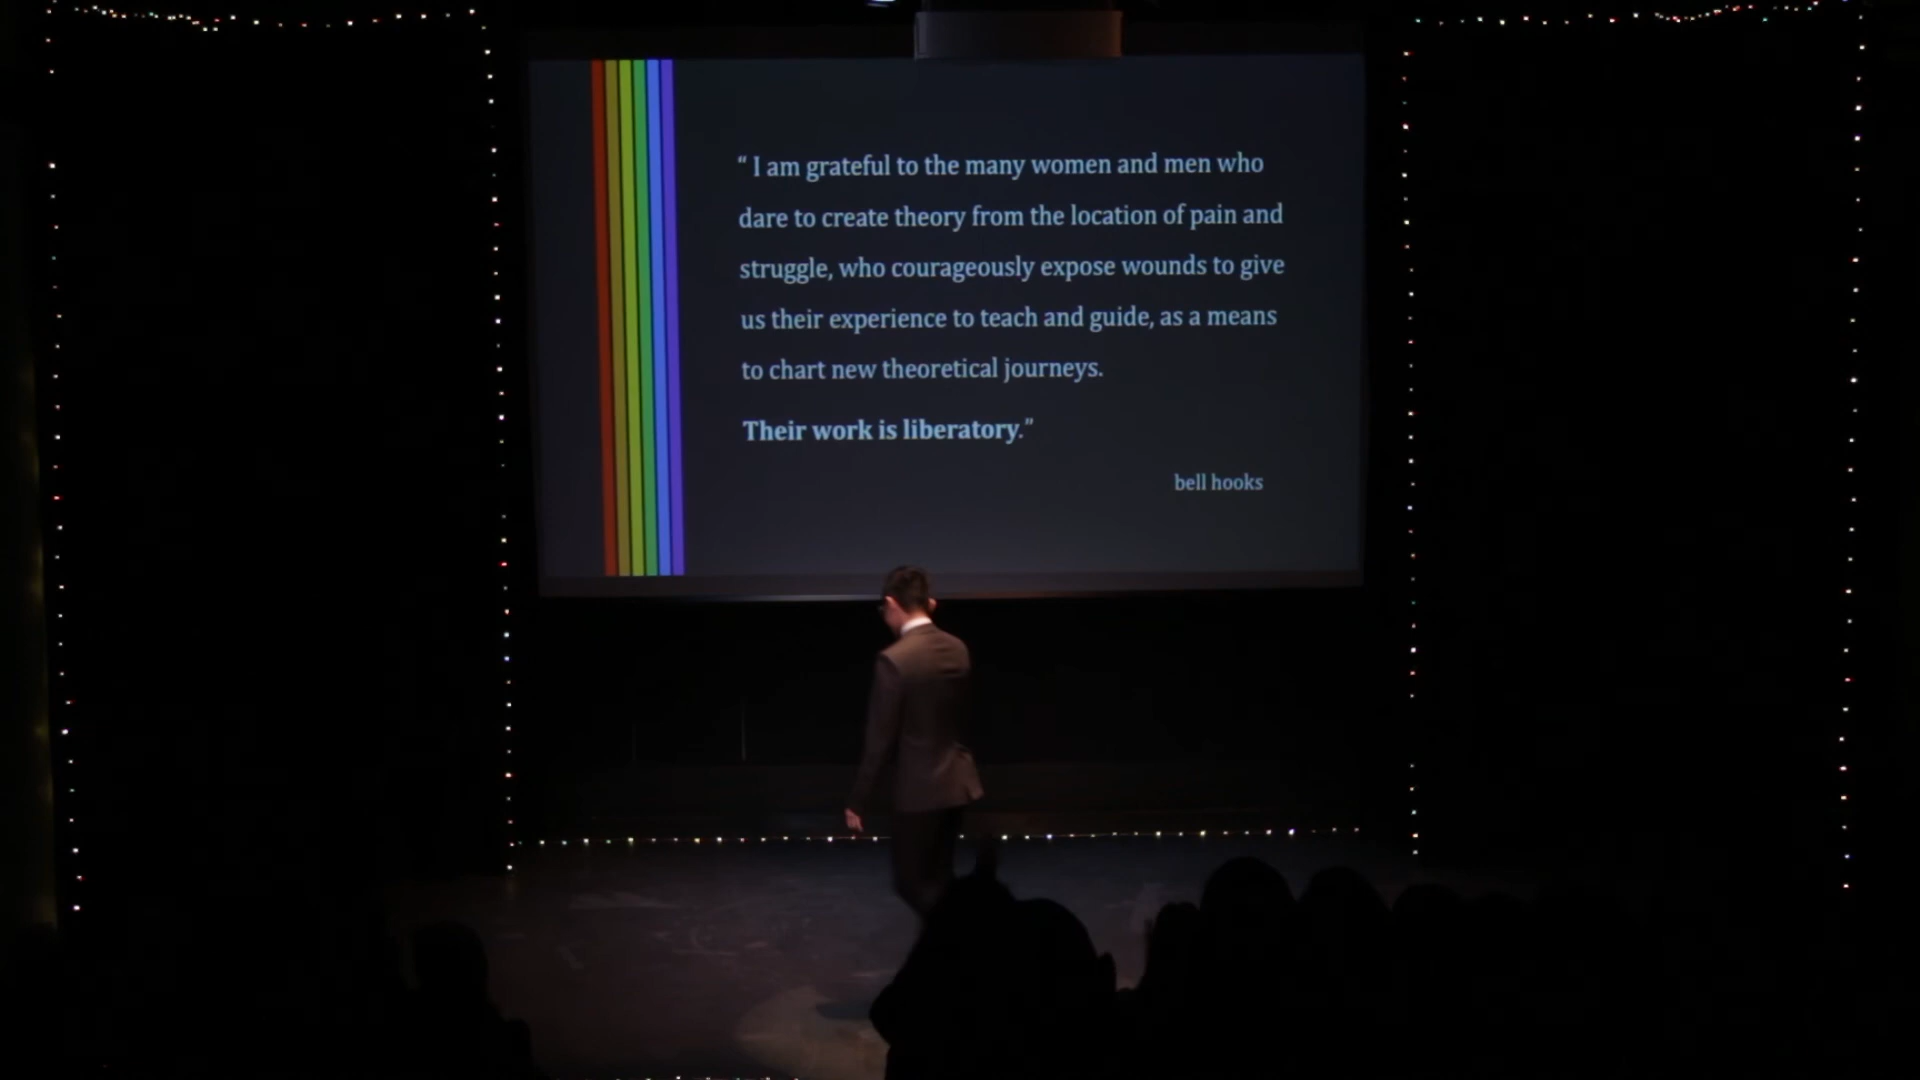 “ I am grateful to the many women and men who
dare to create theory from the location of pain and
struggle, who courageously expose wounds to give
us their experience to teach and guide, as a means
to chart new theoretical journeys.
Their work is liberatory.”
bell hooks